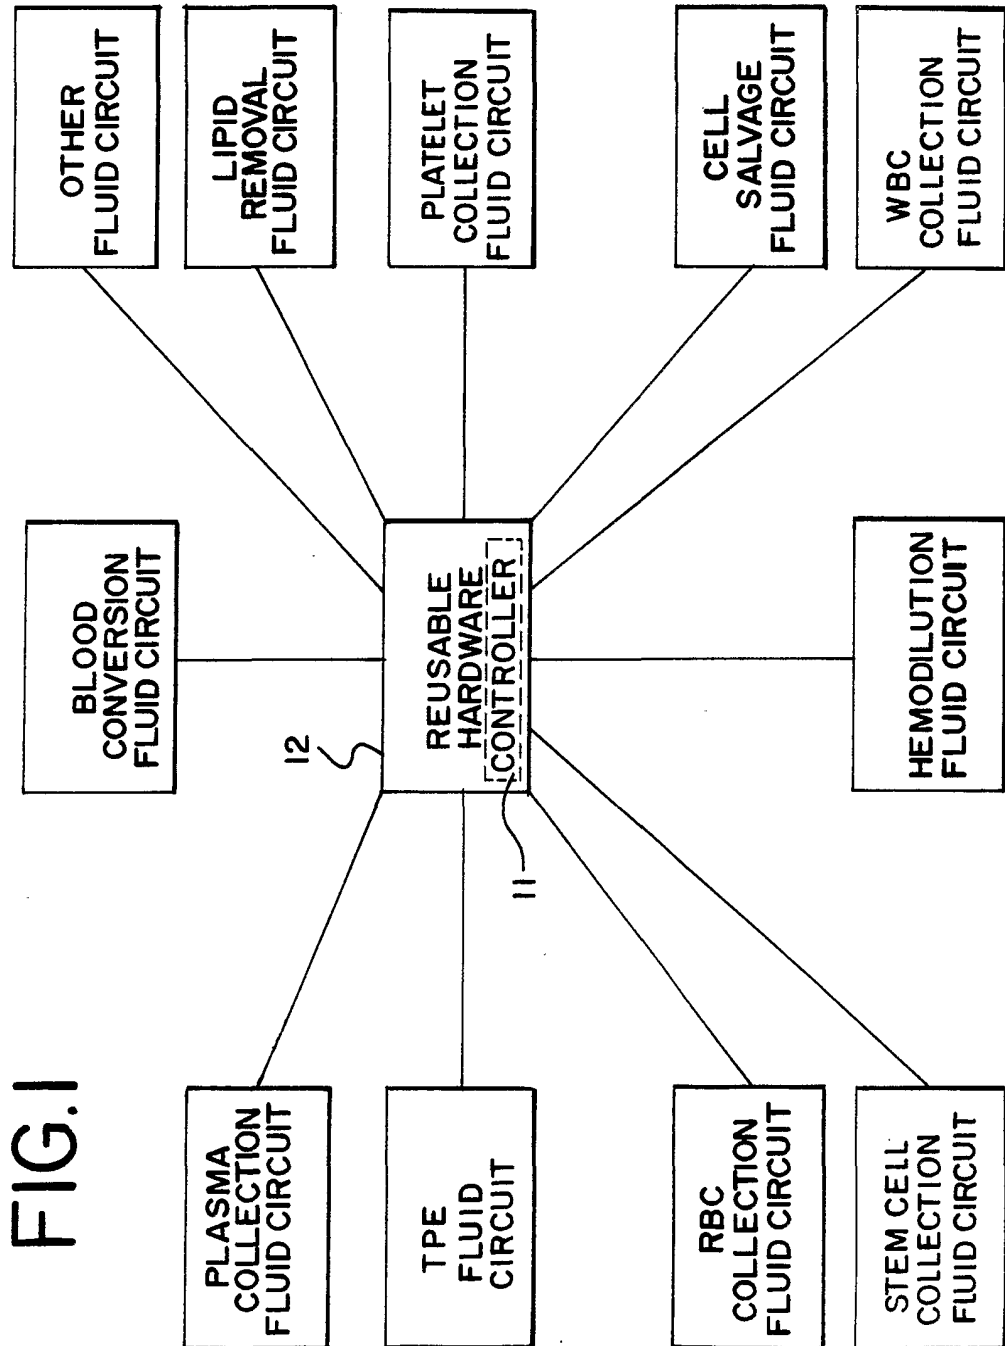 FIG.1
BLOOD
CONVERSION
FLUID CIRCUIT
OTHER
FLUID CIRCUIT
PLASMA
COLLECTION
FLUID CIRCUIT
LIPID
REMOVAL
FLUID CIRCUIT
12
TPE
FLUID
CIRCUIT
REUSABLE
HARDWARE
CONTROLLER
11
PLATELET
COLLECTION
FLUID CIRCUIT
RBC
COLLECTION
FLUID CIRCUIT
CELL
SALVAGE
FLUID CIRCUIT
STEM CELL
COLLECTION
FLUID CIRCUIT
HEMODILUTION
FLUID CIRCUIT
WBC
COLLECTION
FLUID CIRCUIT